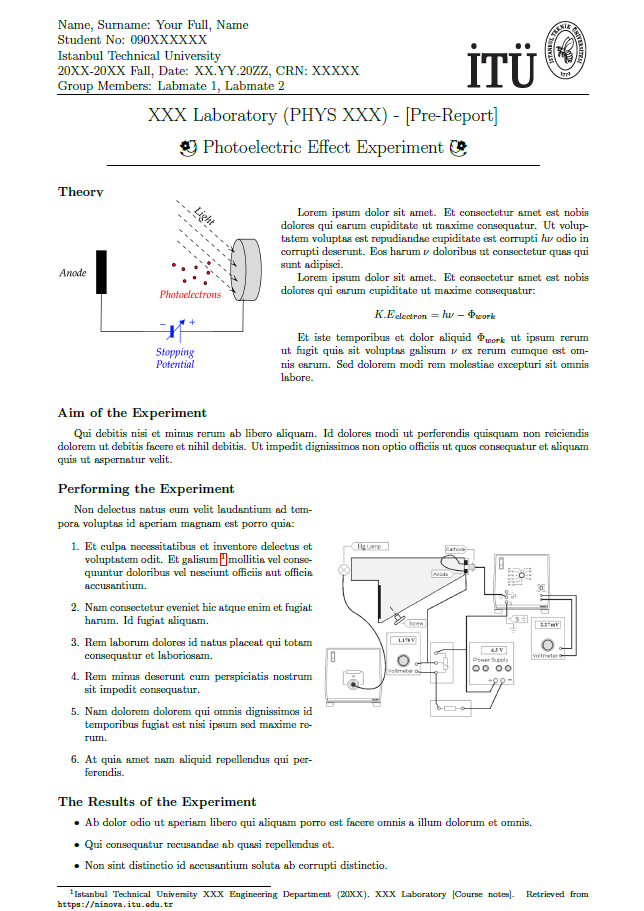 Name, Surname: Your Full, Name
Student No: 090XXXXXX
Istanbul Technical University
20XX-20XX Fall, Date: XX.YY.20ZZ, CRN: XXXXX
Group Members: Labmate 1, Labmate 2
İTÜ
İSTANBUL TEKNİK ÜNİVERSİTESİ
1773
XXX Laboratory (PHYS XXX) - [Pre-Report]
Photoelectric Effect Experiment
Theory
Light
Anode
Photoelectrons
− +
Stopping
Potential
Lorem ipsum dolor sit amet. Et consectetur amet est nobis
dolores qui earum cupiditate ut maxime consequatur. Ut volup-
tatem voluptas est repudiandae cupiditate est corrupti hν odio in
corrupti deserunt. Eos harum ν doloribus ut consectetur quas qui
sunt adipisci.
Lorem ipsum dolor sit amet. Et consectetur amet est nobis
dolores qui earum cupiditate ut maxime consequatur:
K.E_electron = hν − Φ_work
Et iste temporibus et dolor aliquid Φ_work ut ipsum rerum
ut fugit quia sit voluptas galisum ν ex rerum cumque est om-
nis earum. Sed dolorem modi rem molestiae excepturi sit omnis
labore.
Aim of the Experiment
Qui debitis nisi et minus rerum ab libero aliquam. Id dolores modi ut perferendis quisquam non reiciendis
dolorem ut debitis facere et nihil debitis. Ut impedit dignissimos non optio officiis ut quos consequatur et aliquam
quis ut aspernatur velit.
Performing the Experiment
Non delectus natus eum velit laudantium ad tem-
pora voluptas id aperiam magnam est porro quia:
1. Et culpa necessitatibus et inventore delectus et
voluptatem odit. Et galisum 1 mollitia vel conse-
quuntur doloribus vel nesciunt officiis aut officia
accusantium.
2. Nam consectetur eveniet hic atque enim et fugiat
harum. Id fugiat aliquam.
3. Rem laborum dolores id natus placeat qui totam
consequatur et laboriosam.
4. Rem minus deserunt cum perspiciatis nostrum
sit impedit consequatur.
5. Nam dolorem dolorem qui omnis dignissimos id
temporibus fugiat est nisi ipsum sed maxime re-
rum.
6. At quia amet nam aliquid repellendus qui per-
ferendis.
Hg Lamp
Cathode
Anode
Screw
1.178 V
Voltmeter
6.5 V
Power Supply
2.27 mV
Voltmeter
The Results of the Experiment
• Ab dolor odio ut aperiam libero qui aliquam porro est facere omnis a illum dolorum et omnis.
• Qui consequatur recusandae ab quasi repellendus et.
• Non sint distinctio id accusantium soluta ab corrupti distinctio.
1 Istanbul Technical University XXX Engineering Department (20XX). XXX Laboratory [Course notes]. Retrieved from
https://ninova.itu.edu.tr